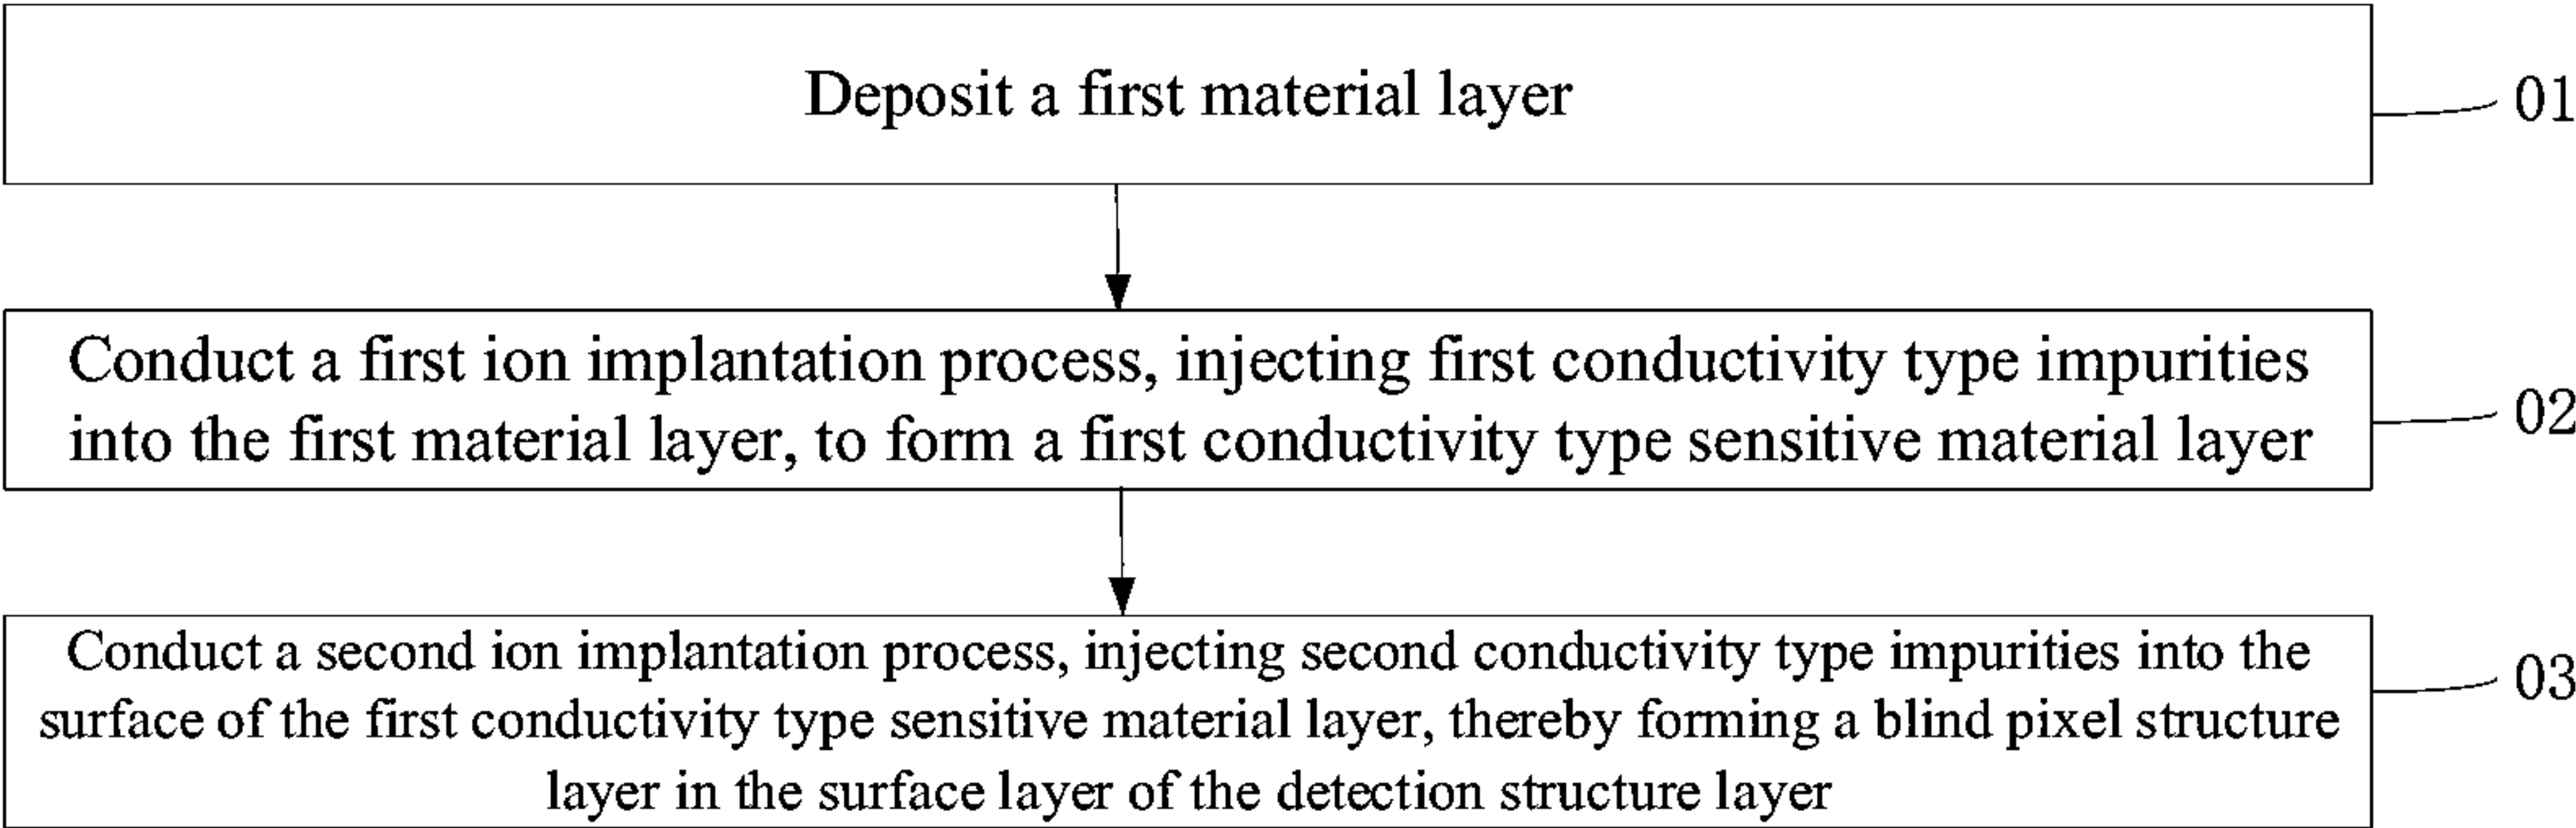 Deposit a first material layer
01
Conduct a first ion implantation process, injecting first conductivity type impurities
into the first material layer, to form a first conductivity type sensitive material layer
02
Conduct a second ion implantation process, injecting second conductivity type impurities into the
surface of the first conductivity type sensitive material layer, thereby forming a blind pixel structure
layer in the surface layer of the detection structure layer
03